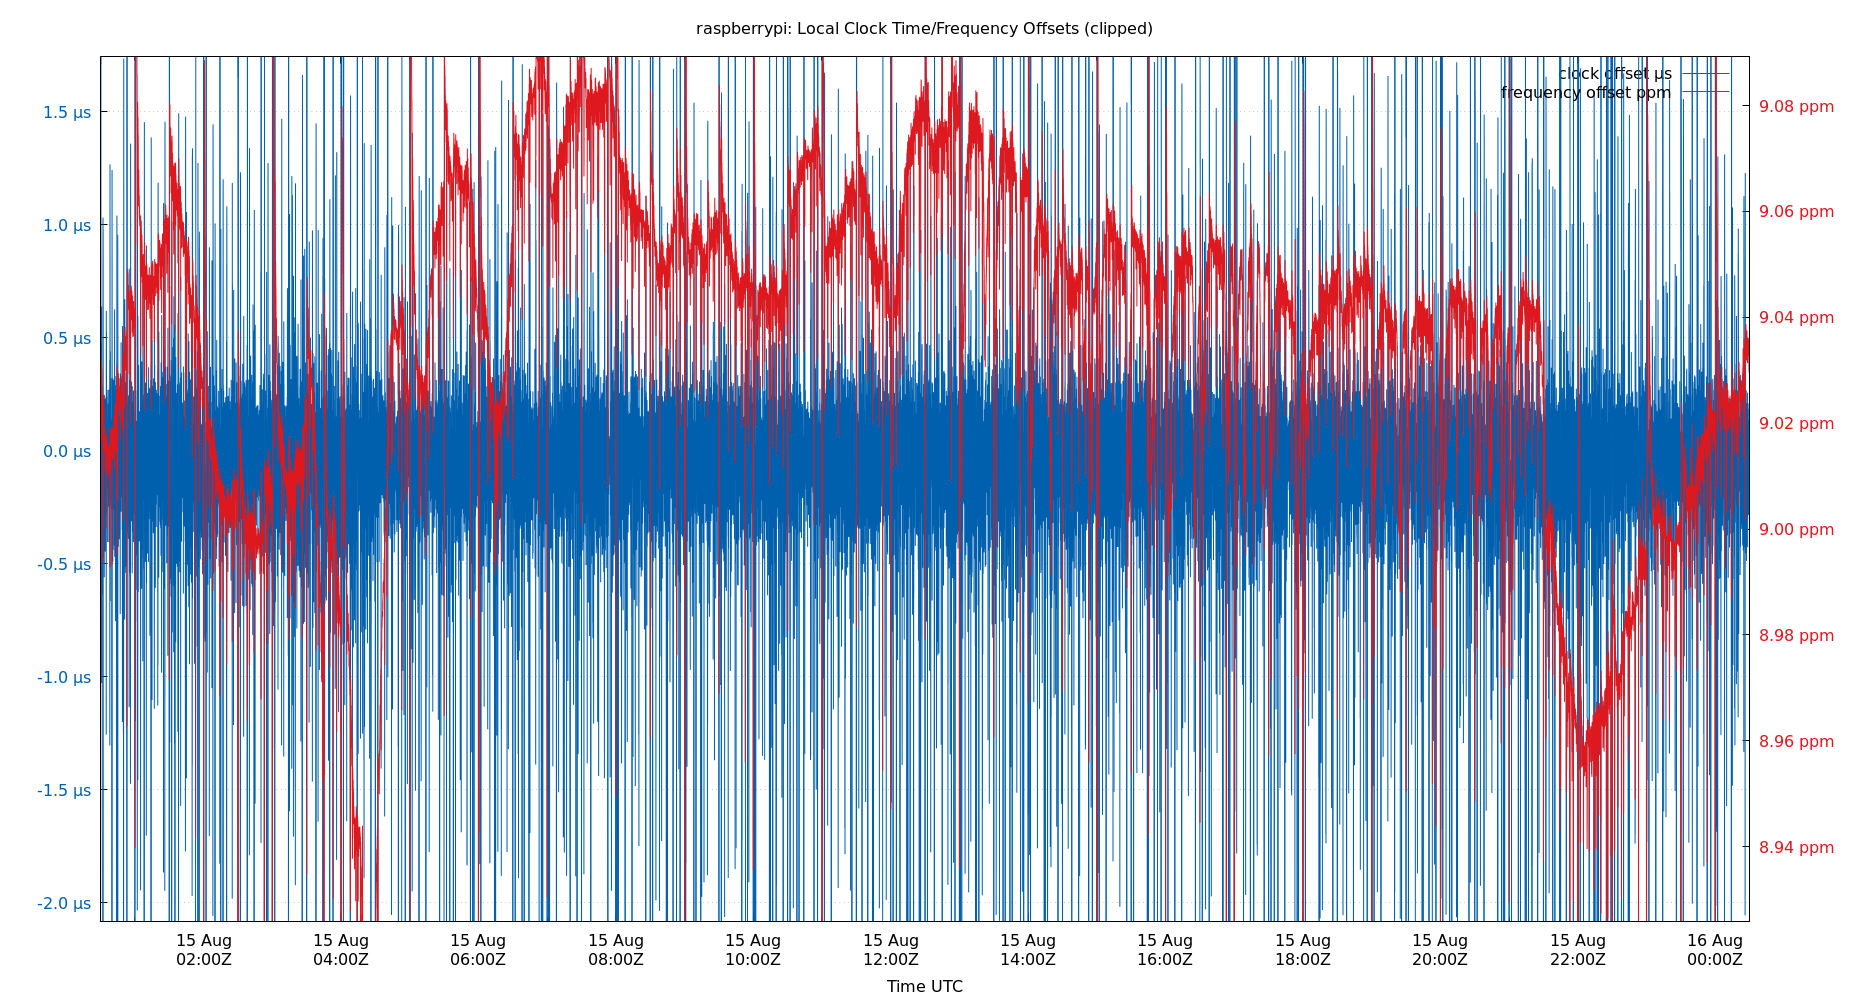 raspberrypi: Local Clock Time/Frequency Offsets (clipped)
clock offset µs
frequency offset ppm
1.5 µs
1.0 µs
0.5 µs
0.0 µs
-0.5 µs
-1.0 µs
-1.5 µs
-2.0 µs
9.08 ppm
9.06 ppm
9.04 ppm
9.02 ppm
9.00 ppm
8.98 ppm
8.96 ppm
8.94 ppm
15 Aug 15 Aug 15 Aug 15 Aug 15 Aug 15 Aug 15 Aug 15 Aug 15 Aug 15 Aug 15 Aug 16 Aug
02:00Z 04:00Z 06:00Z 08:00Z 10:00Z 12:00Z 14:00Z 16:00Z 18:00Z 20:00Z 22:00Z 00:00Z
Time UTC